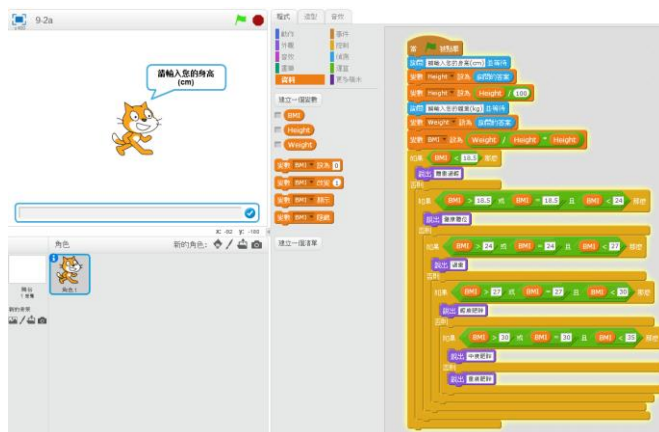 9-2a
請輸入您的身高
(cm)
角色
新的角色:
角色1
舞台
程式 造型 音效
動作 事件
外觀 控制
音效 偵測
畫筆 運算
資料 更多積木
建立一個變數
BMI
Height
Weight
變數 BMI 設為 0
變數 BMI 改變 1
變數 BMI 顯示
變數 BMI 隱藏
建立一個清單
當 被點擊
詢問 請輸入您的身高(cm) 並等待
變數 Height 設為 詢問的答案
變數 Height 設為 Height / 100
詢問 請輸入您的體重(kg) 並等待
變數 Weight 設為 詢問的答案
變數 BMI 設為 Weight / Height * Height
如果 BMI < 18.5 那麼
說出 體重過輕
否則
如果 BMI > 18.5 或 BMI = 18.5 且 BMI < 24 那麼
說出 健康體位
否則
如果 BMI > 24 或 BMI = 24 且 BMI < 27 那麼
說出 過重
否則
如果 BMI > 27 或 BMI = 27 且 BMI < 30 那麼
說出 輕度肥胖
否則
如果 BMI > 30 或 BMI = 30 且 BMI < 35 那麼
說出 中度肥胖
否則
說出 重度肥胖